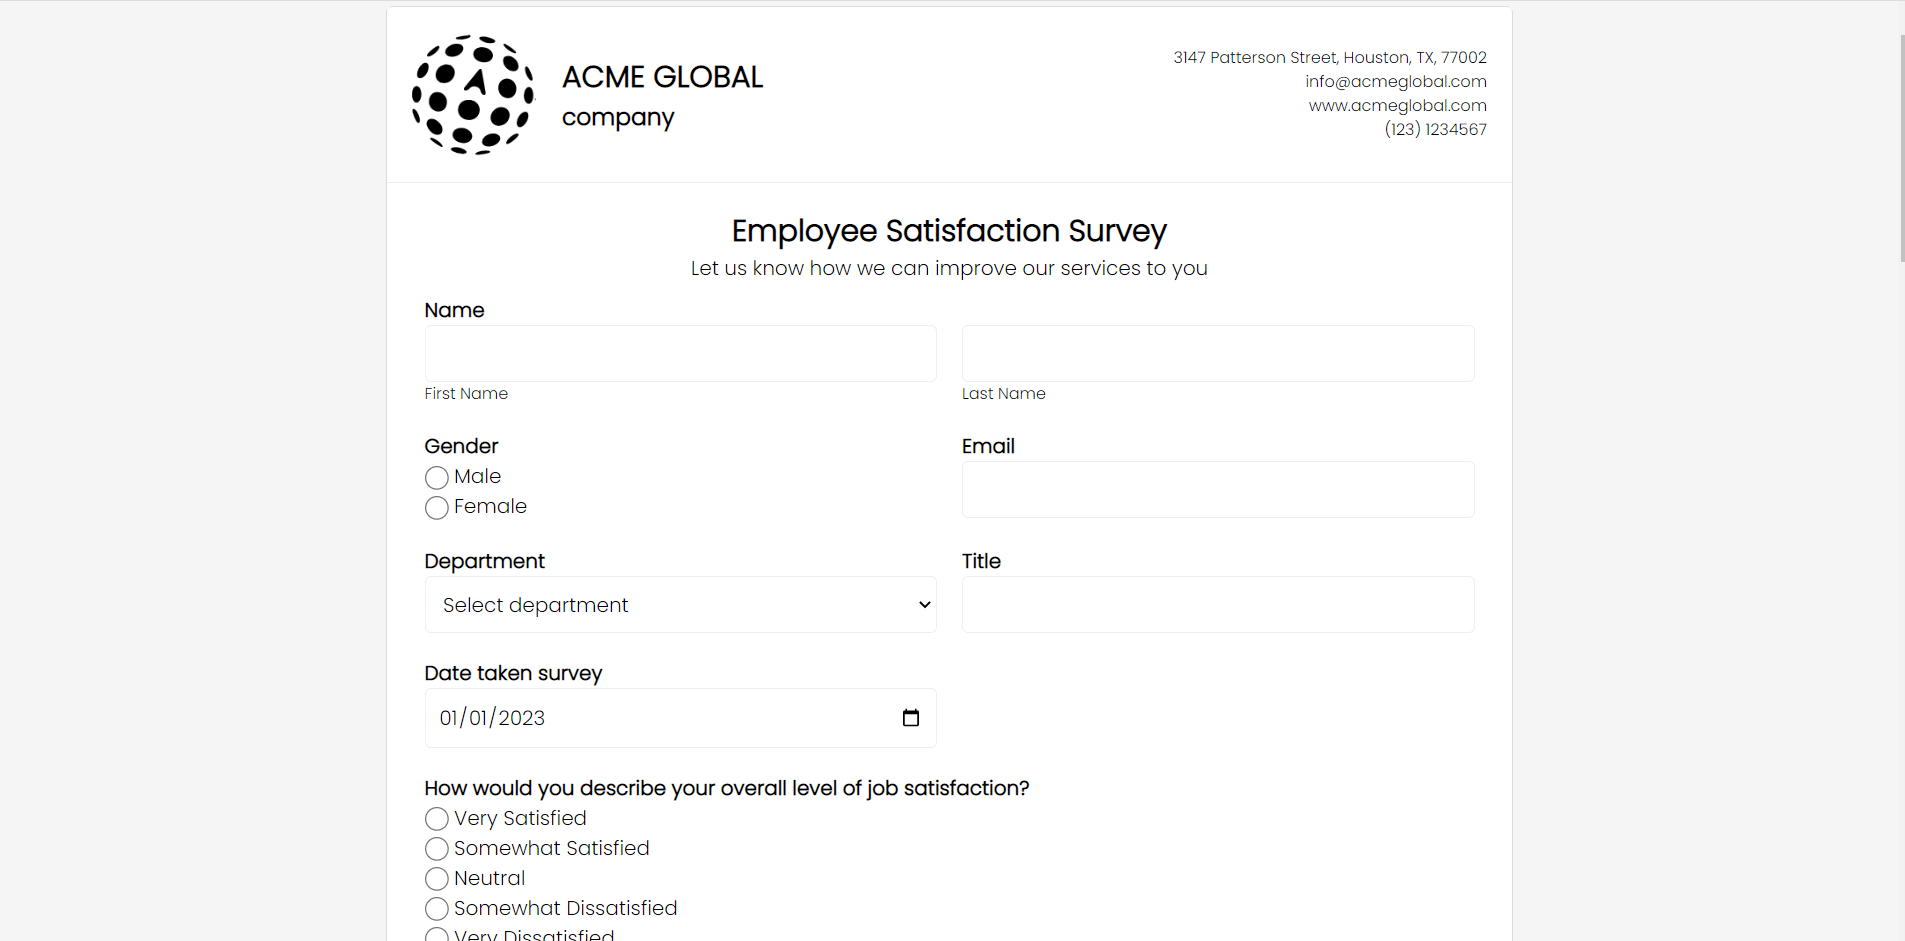 ACME GLOBAL
company
3147 Patterson Street, Houston, TX, 77002
info@acmeglobal.com
www.acmeglobal.com
(123) 1234567
Employee Satisfaction Survey
Let us know how we can improve our services to you
Name
First Name
Last Name
Gender
Male
Female
Email
Department
Select department
Title
Date taken survey
01/01/2023
How would you describe your overall level of job satisfaction?
Very Satisfied
Somewhat Satisfied
Neutral
Somewhat Dissatisfied
Very Dissatisfied